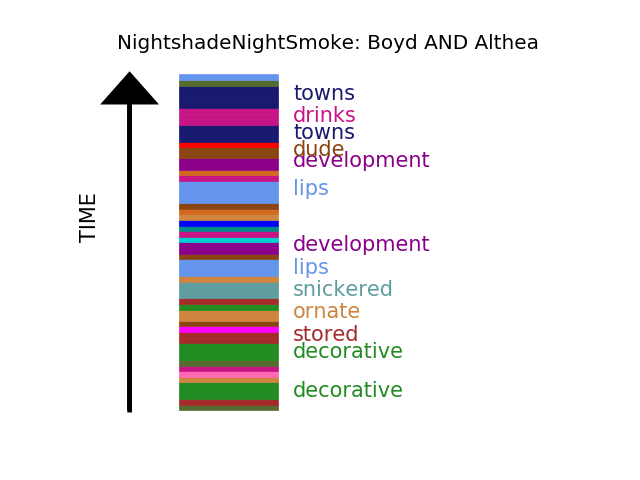 NightshadeNightSmoke: Boyd AND Althea
TIME
towns
drinks
towns
dude
development
lips
development
lips
snickered
ornate
stored
decorative
decorative